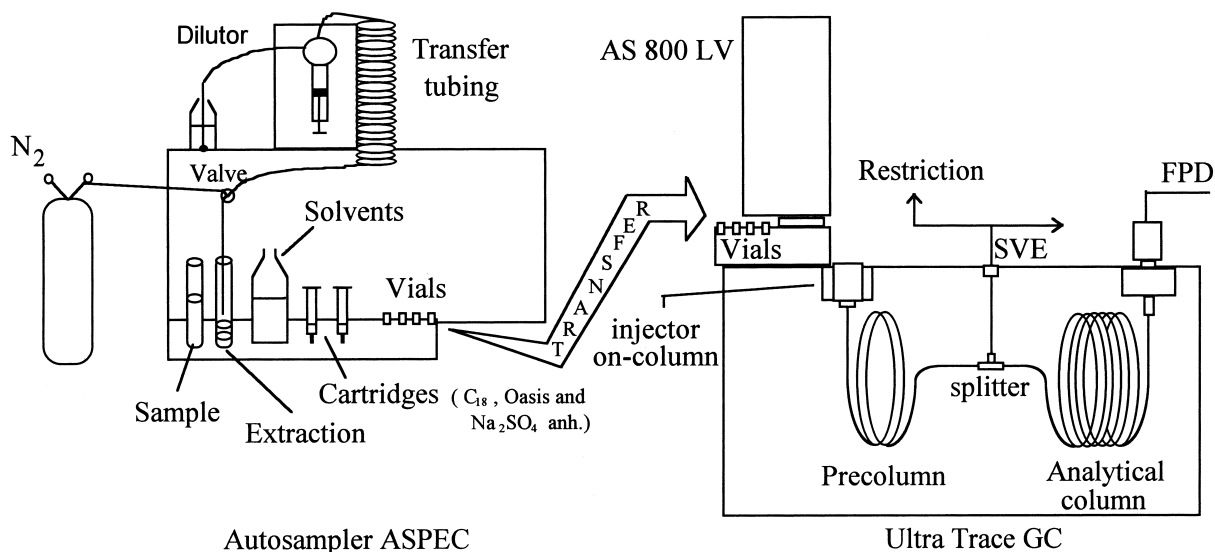 Dilutor
Transfer
tubing
N₂
Valve
Solvents
Vials
Sample
Extraction
Cartridges
( C₁₈ , Oasis and
Na₂SO₄ anh.)
TRANSFER
AS 800 LV
Vials
Restriction
FPD
SVE
injector
on-column
splitter
Precolumn
Analytical
column
Autosampler ASPEC
Ultra Trace GC